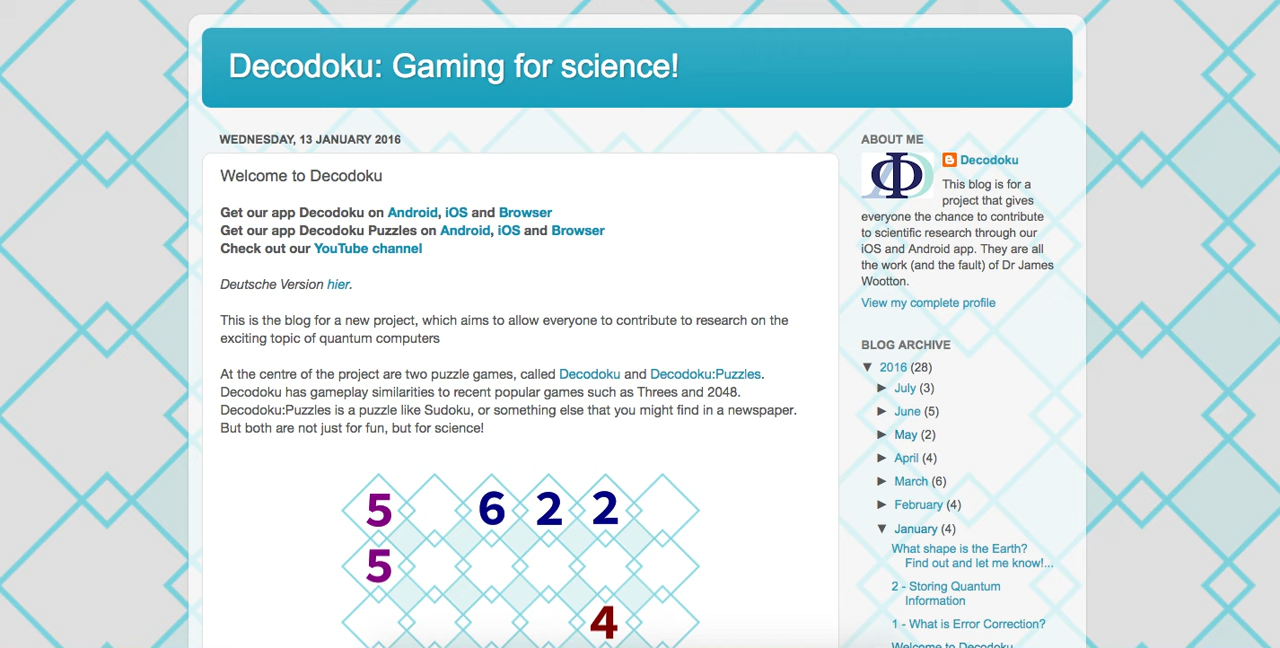 Decodoku: Gaming for science!
WEDNESDAY, 13 JANUARY 2016
Welcome to Decodoku
Get our app Decodoku on Android, iOS and Browser
Get our app Decodoku Puzzles on Android, iOS and Browser
Check out our YouTube channel
Deutsche Version hier.
This is the blog for a new project, which aims to allow everyone to contribute to research on the
exciting topic of quantum computers
At the centre of the project are two puzzle games, called Decodoku and Decodoku:Puzzles.
Decodoku has gameplay similarities to recent popular games such as Threes and 2048.
Decodoku:Puzzles is a puzzle like Sudoku, or something else that you might find in a newspaper.
But both are not just for fun, but for science!
5 6 2 2
5
4
ABOUT ME
Decodoku
This blog is for a
project that gives
everyone the chance to contribute
to scientific research through our
iOS and Android app. They are all
the work (and the fault) of Dr James
Wootton.
View my complete profile
BLOG ARCHIVE
▼ 2016 (28)
► July (3)
► June (5)
► May (2)
► April (4)
► March (6)
► February (4)
▼ January (4)
What shape is the Earth?
Find out and let me know!...
2 - Storing Quantum
Information
1 - What is Error Correction?
Welcome to Decodoku